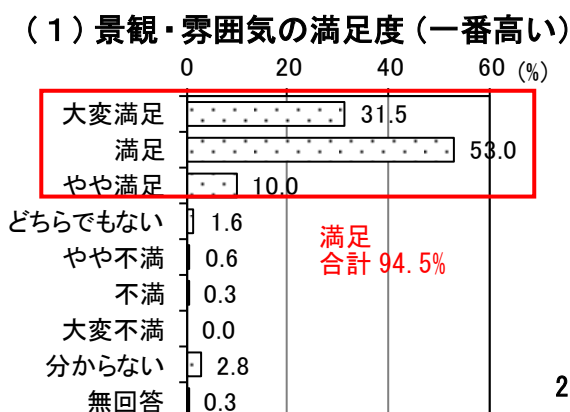 （１）景観・雰囲気の満足度（一番高い）
0 20 40 60 (%)
大変満足 31.5
満足 53.0
やや満足 10.0
どちらでもない 1.6
やや不満 0.6
不満 0.3
大変不満 0.0
分からない 2.8
無回答 0.3
満足
合計 94.5%
2